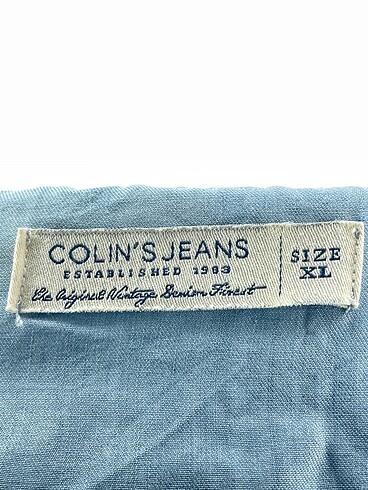 COLIN'S JEANS
ESTABLISHED 1983
The Original Vintage Denim Finest
SIZE
XL